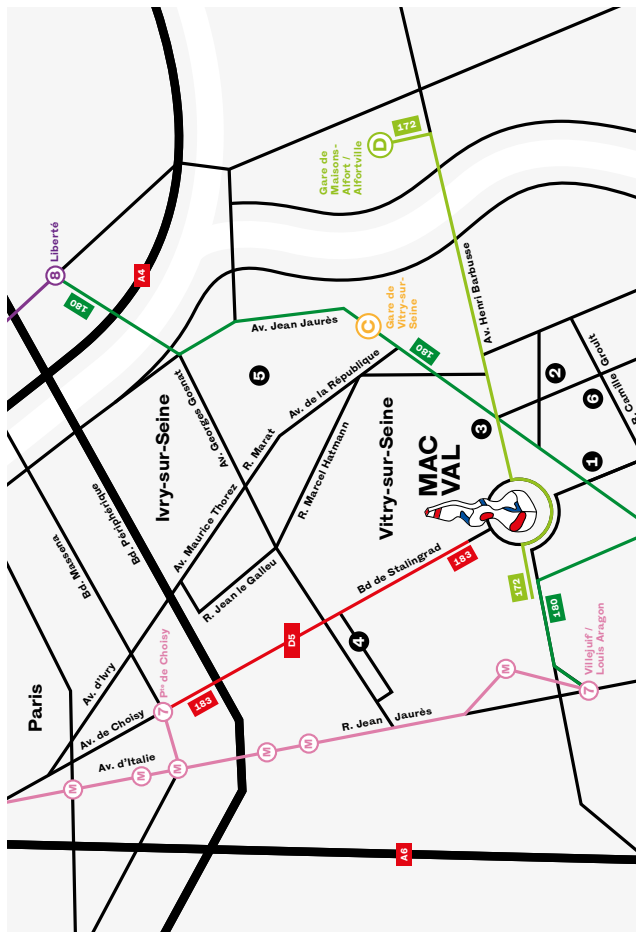 172
D
Gare de
Maisons-
Alfort /
Alfortville
8
Liberté
180
A4
Av. Henri Barbusse
C
Gare de
Vitry-sur-
Seine
Av. Jean Jaurès
180
5
Av. de la République
Av. Georges Gosnat
Ivry-sur-Seine
R. Marat
R. Marcel Hatmann
Vitry-sur-Seine
MAC
VAL
2
6
R. Camille Groult
3
1
Av. Maurice Thorez
Bd. Périphérique
Bd. Massena
R. Jean le Galleu
Bd de Stalingrad
183
172
180
D5
4
Villejuif /
Louis Aragon
7
M
Paris
Av. d'Ivry
Pte de Choisy
7
183
Av. de Choisy
R. Jean Jaurès
Av. d'Italie
M
M
M
M
M
A6